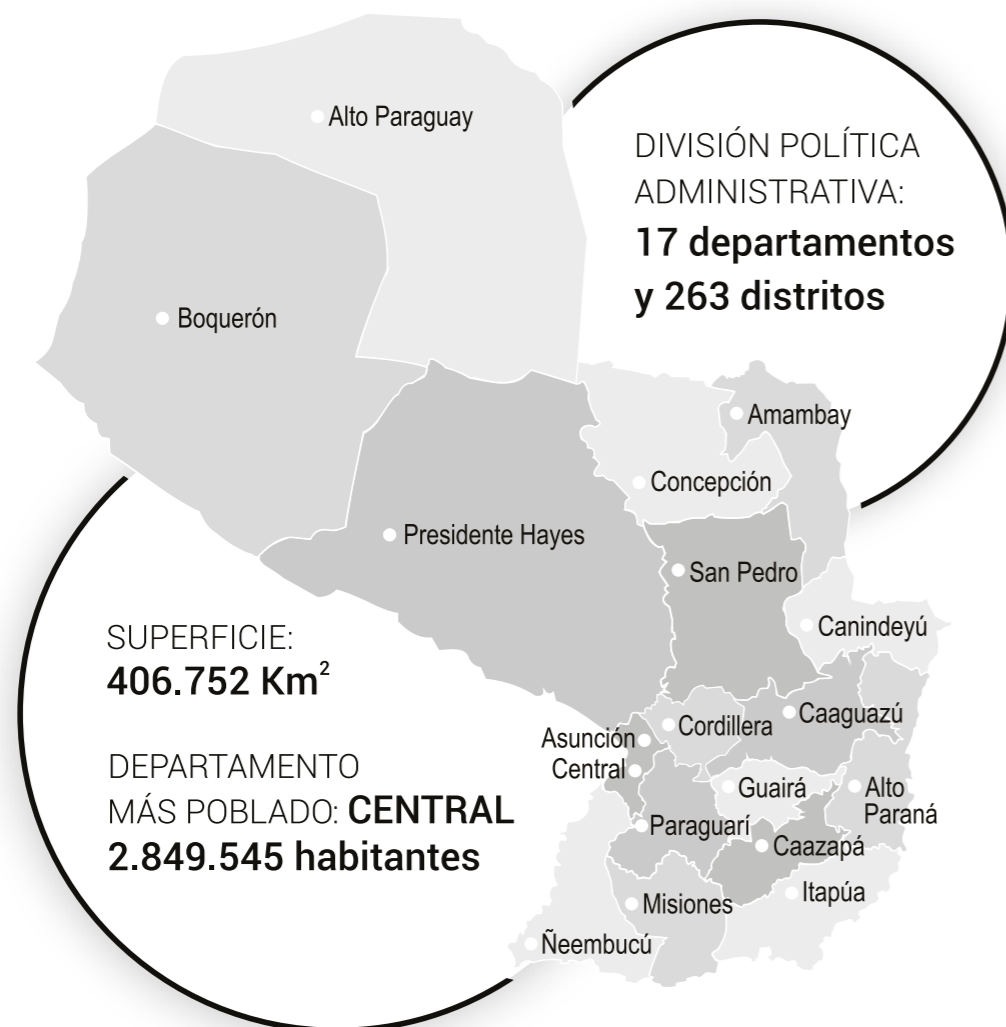 Alto Paraguay
DIVISIÓN POLÍTICA
ADMINISTRATIVA:
17 departamentos
y 263 distritos
Boquerón
Amambay
Concepción
Presidente Hayes
San Pedro
Canindeyú
SUPERFICIE:
406.752 Km²
Cordillera
Caaguazú
Asunción
Central
DEPARTAMENTO
MÁS POBLADO: CENTRAL
2.849.545 habitantes
Guairá
Alto
Paraná
Paraguarí
Caazapá
Itapúa
Misiones
Ñeembucú